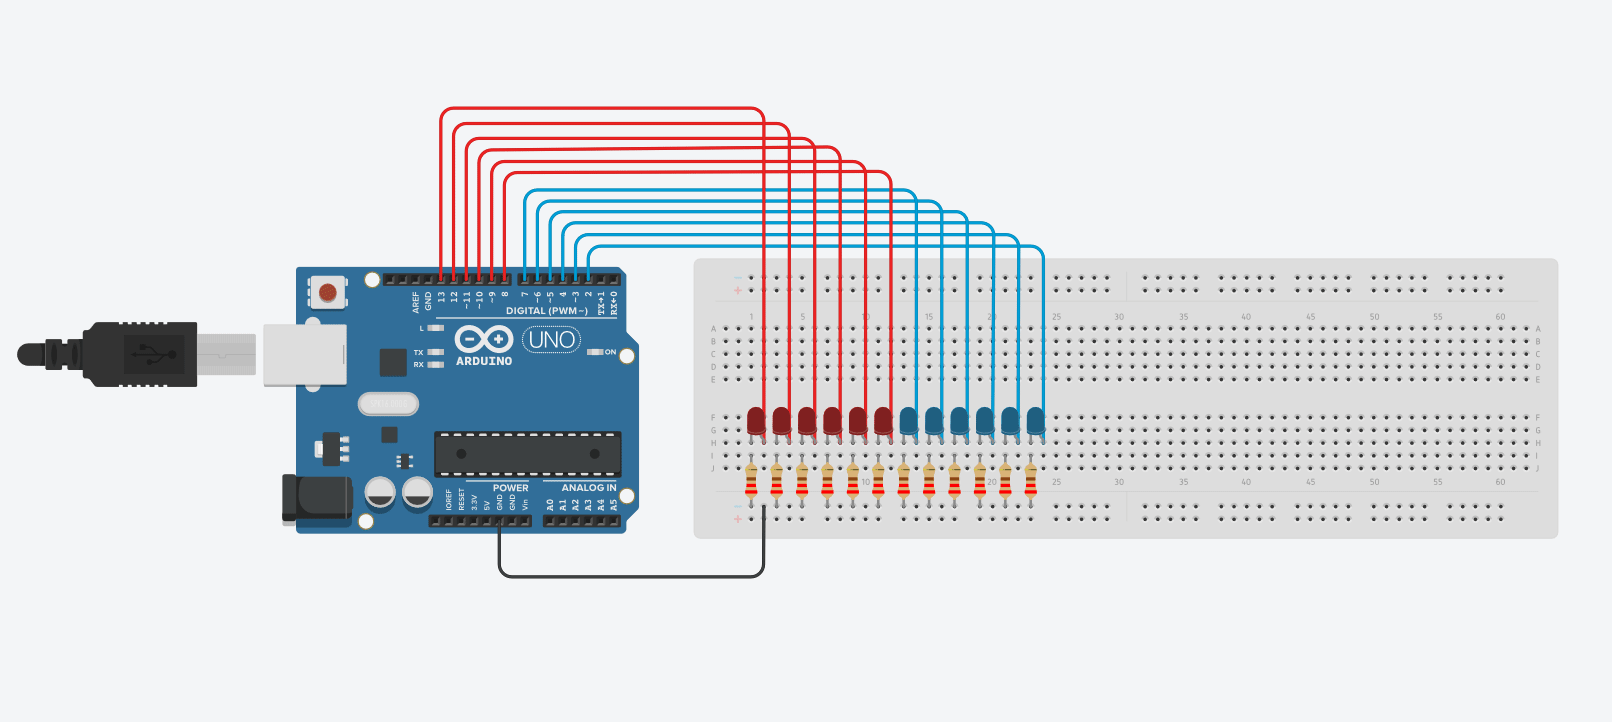 AREF
GND
13
12
~11
~10
~9
8
7
~6
~5
4
~3
2
TX→1
RX←0
DIGITAL (PWM~)
L
TX
RX
ARDUINO
UNO
ON
IOREF
RESET
3.3V
5V
GND
GND
Vin
POWER
ANALOG IN
A0
A1
A2
A3
A4
A5
1 5 15 25 30 35 40 45 50 55 60
A A
B B
C C
D D
E E
F F
G G
H H
I I
J J
10 20 25 30 35 40 45 50 55 60